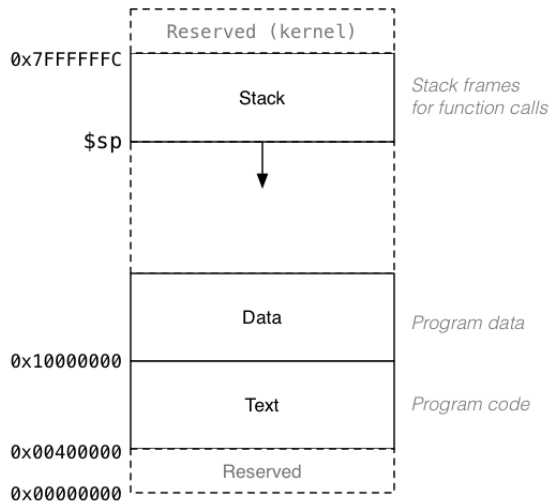 Reserved (kernel)
0x7FFFFFFC
Stack
Stack frames
for function calls
$sp
Data
Program data
0x10000000
Text
Program code
0x00400000
Reserved
0x00000000